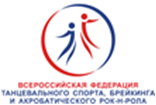 ВСЕРОССИЙСКАЯ ФЕДЕРАЦИЯ
ТАНЦЕВАЛЬНОГО СПОРТА, БРЕЙКИНГА
И АКРОБАТИЧЕСКОГО РОК-Н-РОЛА